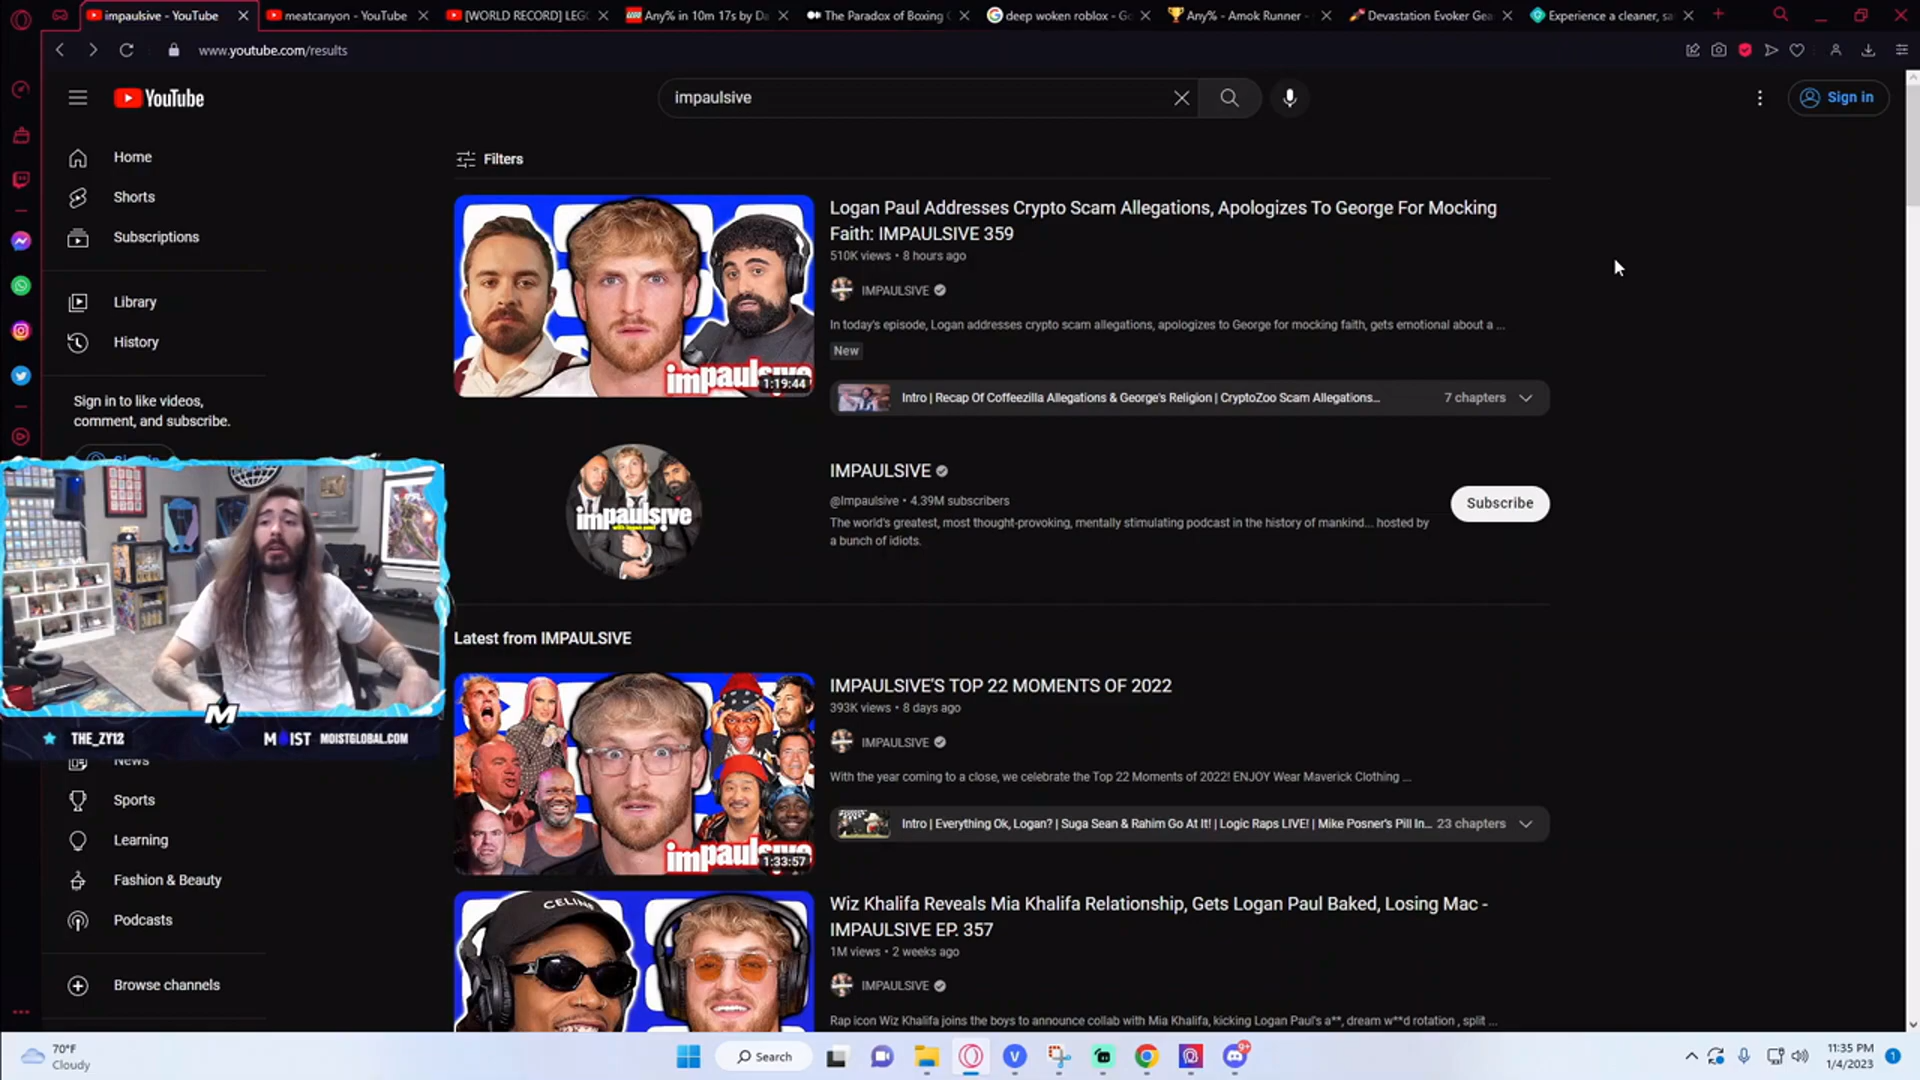 impaulsive - YouTube
meatcanyon - YouTube
[WORLD RECORD] LEG
Any% in 10m 17s by Da
The Paradox of Boxing
deep woken roblox - Go
Any% - Amok Runner -
Devastation Evoker Gea
Experience a cleaner, sa
www.youtube.com/results
YouTube
impaulsive
Sign in
Home
Shorts
Subscriptions
Library
History
Sign in to like videos,
comment, and subscribe.
Filters
impaulsive
1:19:44
Logan Paul Addresses Crypto Scam Allegations, Apologizes To George For Mocking
Faith: IMPAULSIVE 359
510K views • 8 hours ago
IMPAULSIVE
In today's episode, Logan addresses crypto scam allegations, apologizes to George for mocking faith, gets emotional about a ...
New
Intro | Recap Of Coffeezilla Allegations & George's Religion | CryptoZoo Scam Allegations...
7 chapters
impaulsive
IMPAULSIVE
@Impaulsive • 4.39M subscribers
The world's greatest, most thought-provoking, mentally stimulating podcast in the history of mankind... hosted by
a bunch of idiots.
Subscribe
M
THE_ZY12
MOIST
MOISTGLOBAL.COM
News
Sports
Learning
Fashion & Beauty
Podcasts
Browse channels
Latest from IMPAULSIVE
impaulsive
1:33:57
IMPAULSIVE'S TOP 22 MOMENTS OF 2022
393K views • 8 days ago
IMPAULSIVE
With the year coming to a close, we celebrate the Top 22 Moments of 2022! ENJOY Wear Maverick Clothing ...
Intro | Everything Ok, Logan? | Suga Sean & Rahim Go At It! | Logic Raps LIVE! | Mike Posner's Pill In...
23 chapters
CELINE
Wiz Khalifa Reveals Mia Khalifa Relationship, Gets Logan Paul Baked, Losing Mac -
IMPAULSIVE EP. 357
1M views • 2 weeks ago
IMPAULSIVE
Rap icon Wiz Khalifa joins the boys to announce collab with Mia Khalifa, kicking Logan Paul's a**, dream w**d rotation , split ...
70°F
Cloudy
Search
9+
11:35 PM
1/4/2023
1